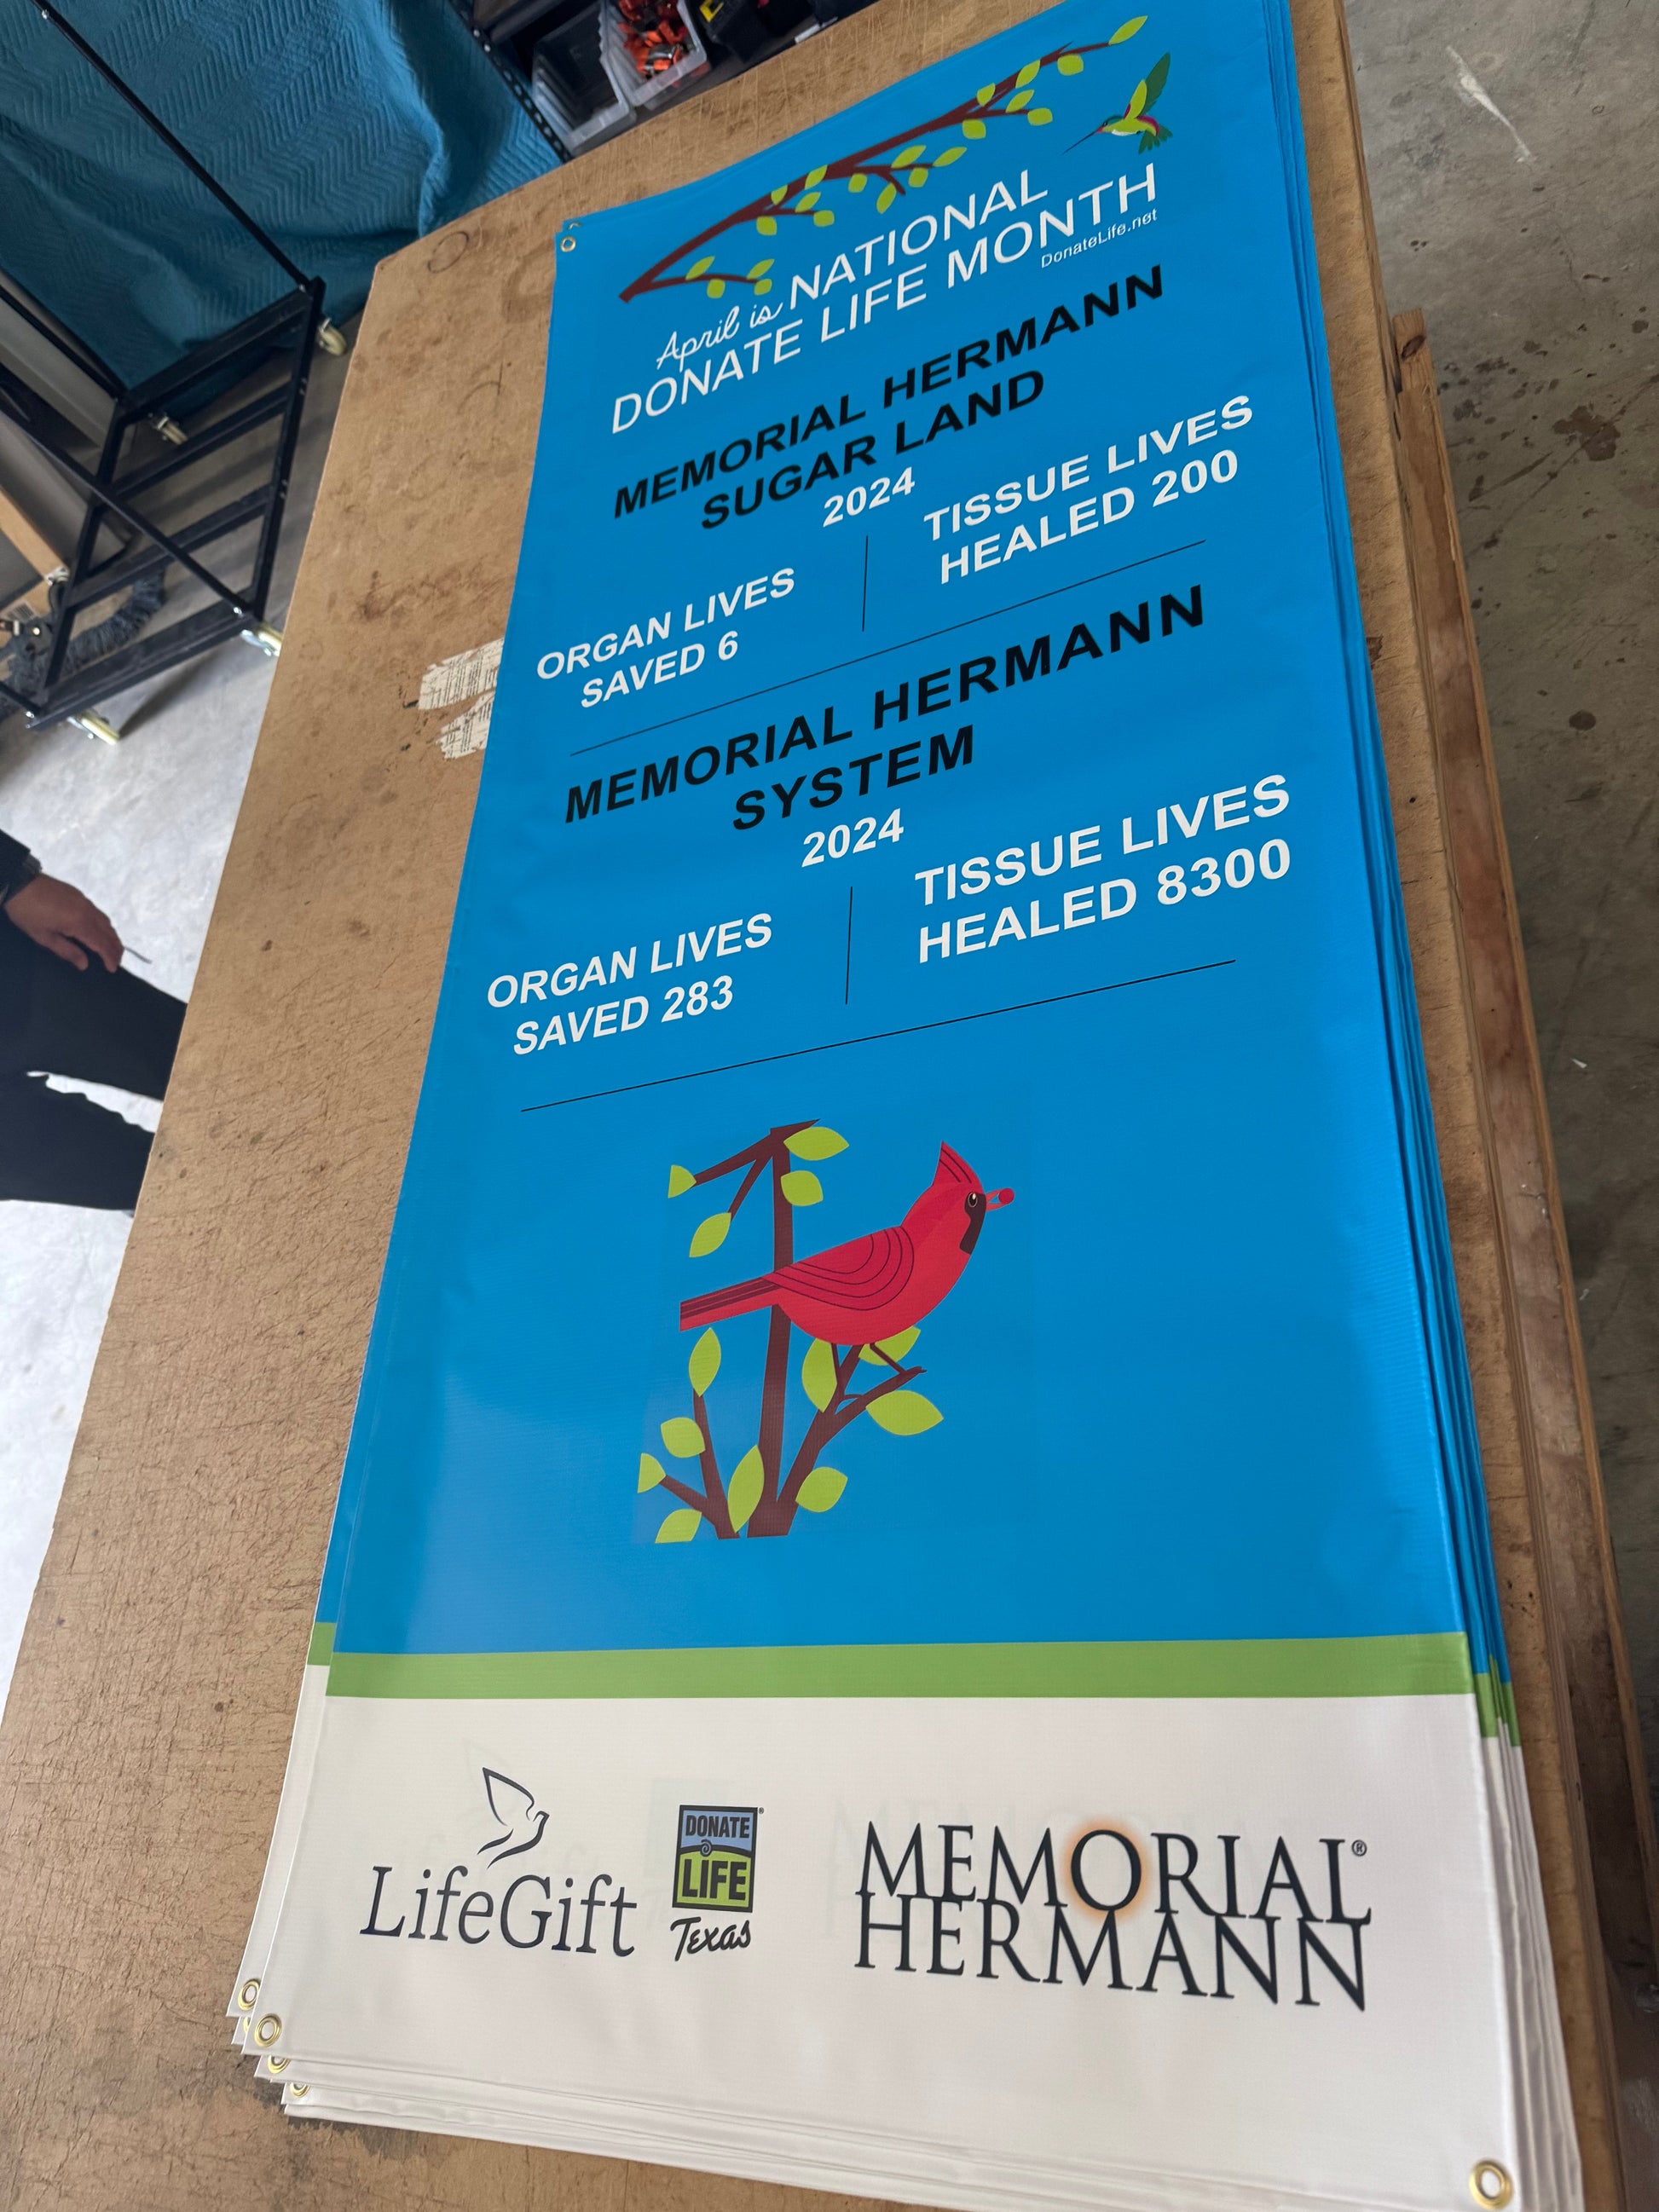 April is NATIONAL
DONATE LIFE MONTH
DonateLife.net
MEMORIAL HERMANN
SUGAR LAND
2024
ORGAN LIVES
SAVED 6
TISSUE LIVES
HEALED 200
MEMORIAL HERMANN
SYSTEM
2024
ORGAN LIVES
SAVED 283
TISSUE LIVES
HEALED 8300
LifeGift
DONATE
LIFE
®
Texas
MEMORIAL®
HERMANN